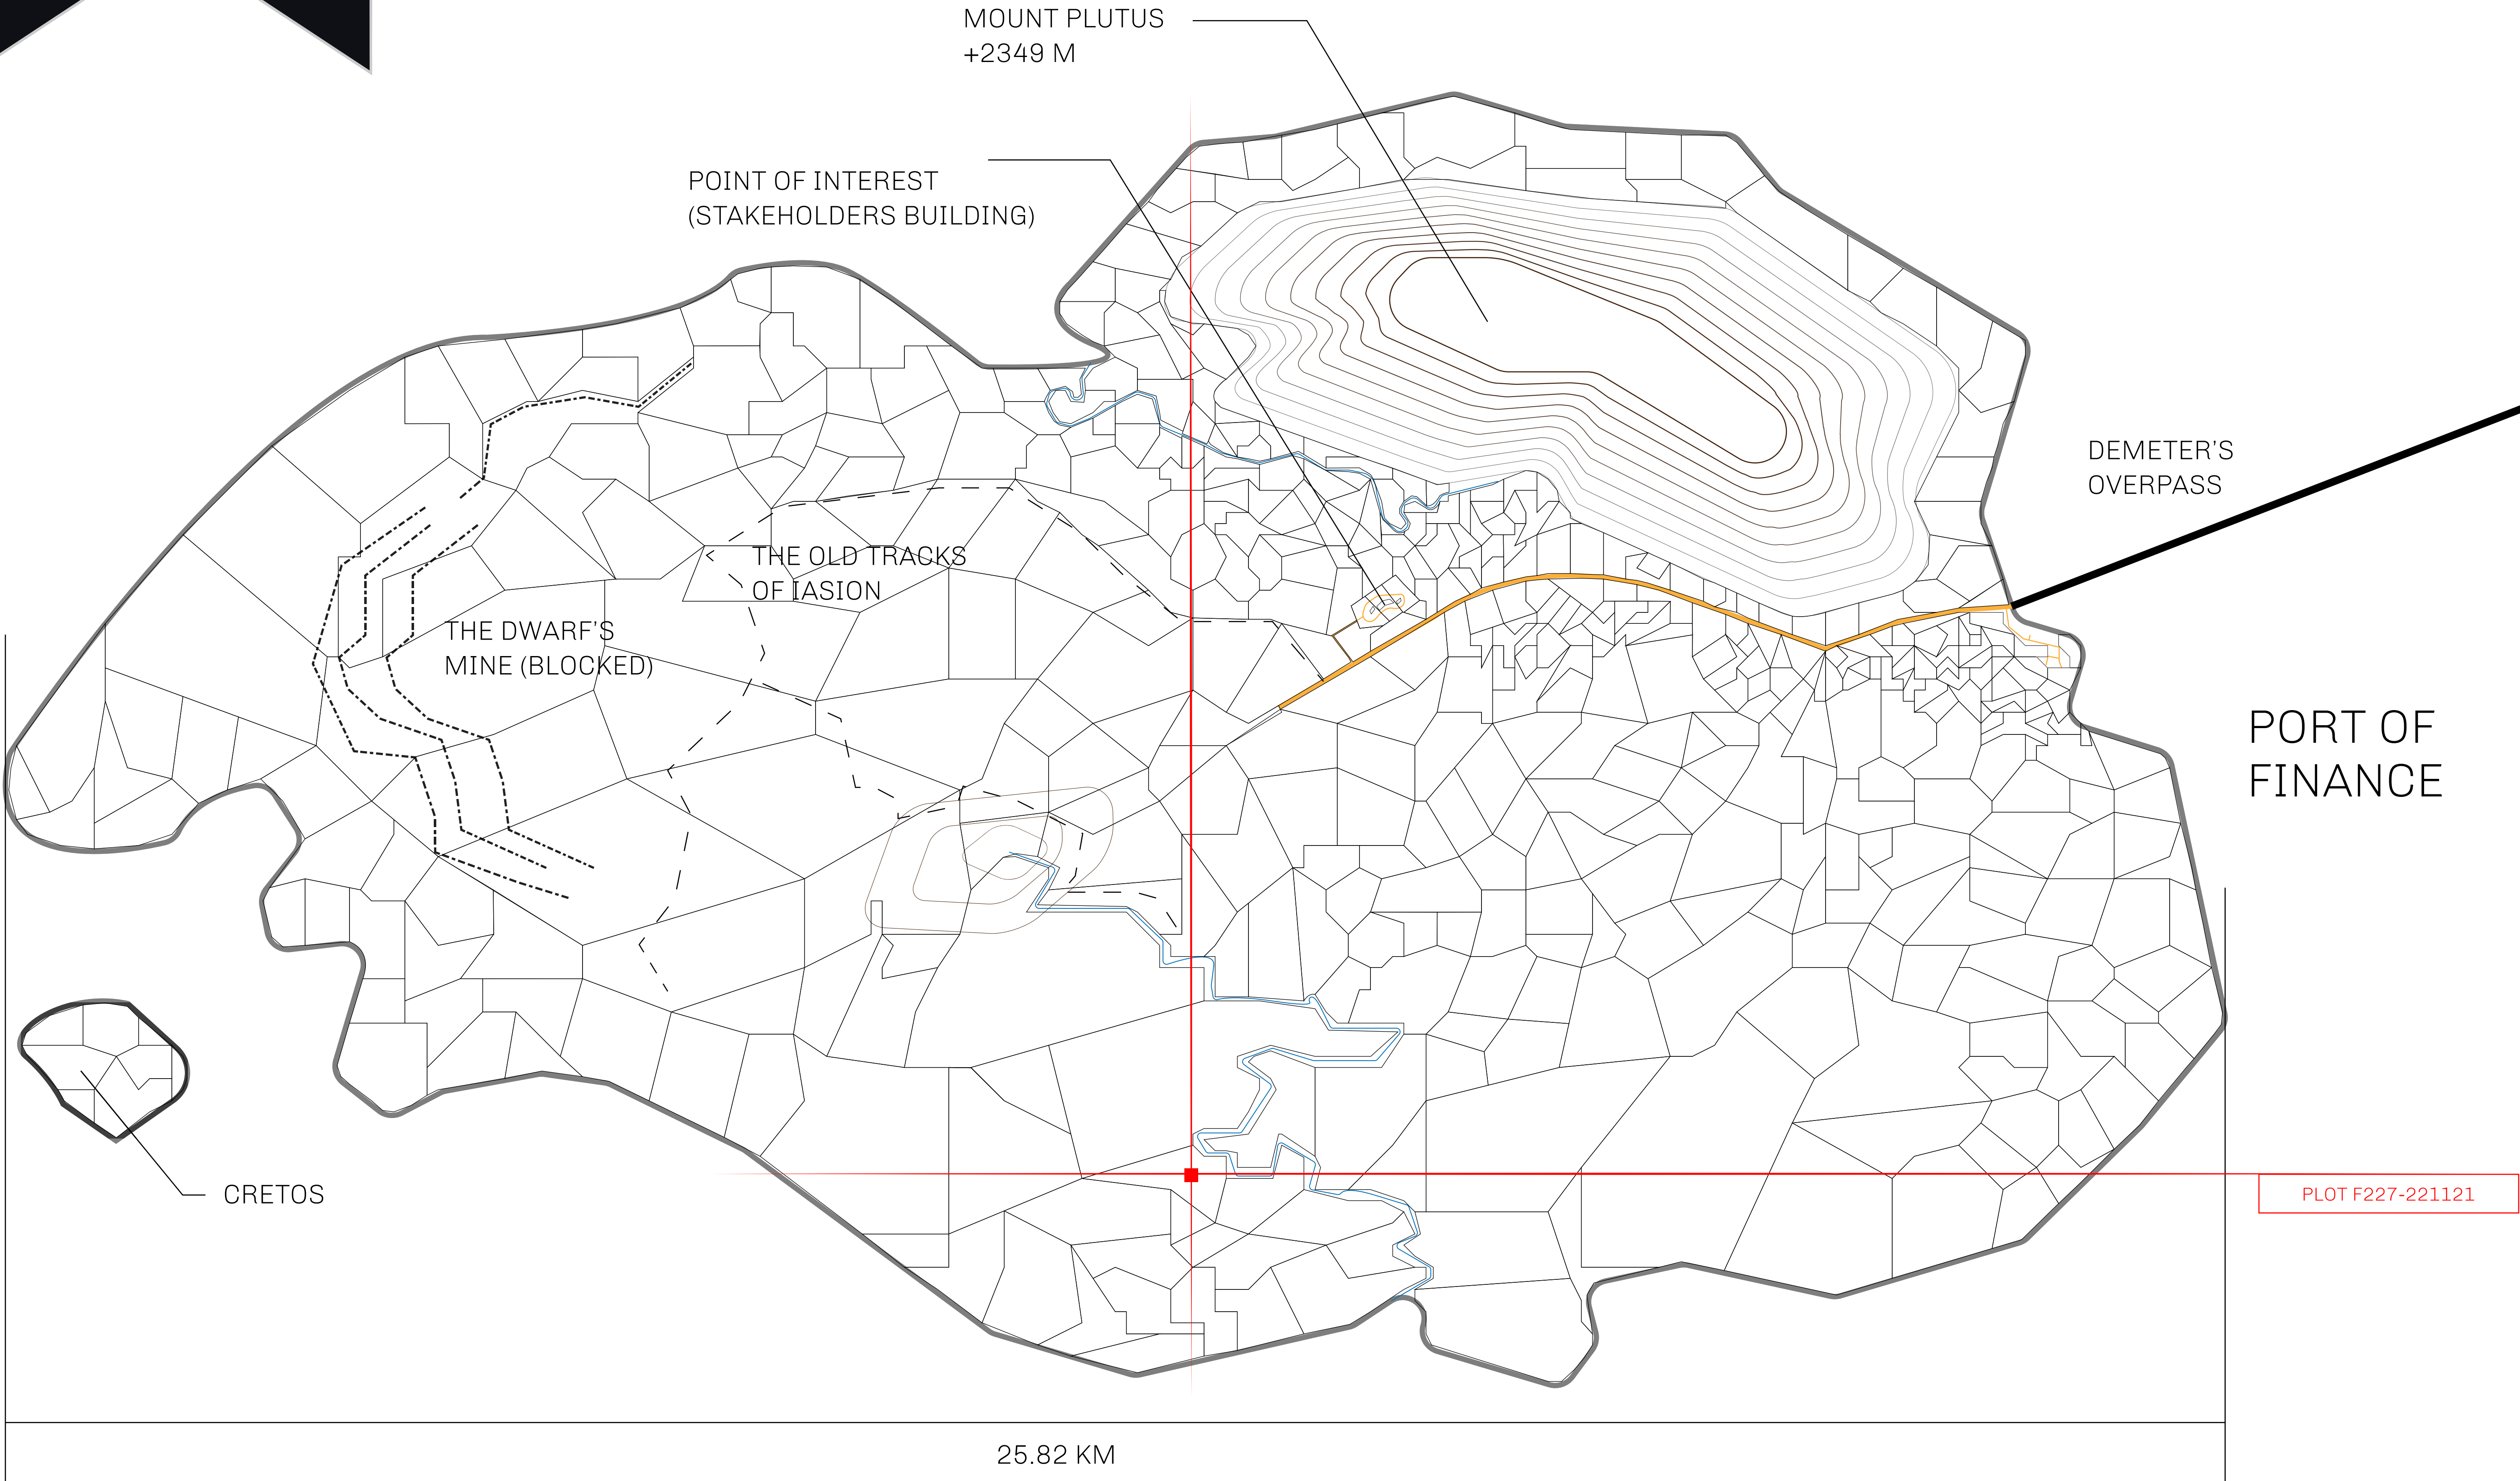 MOUNT PLUTUS
+2349 M
POINT OF INTEREST
(STAKEHOLDERS BUILDING)
DEMETER'S
OVERPASS
THE OLD TRACKS
OF IASION
THE DWARF'S
MINE (BLOCKED)
PORT OF
FINANCE
CRETOS
PLOT F227-221121
25.82 KM